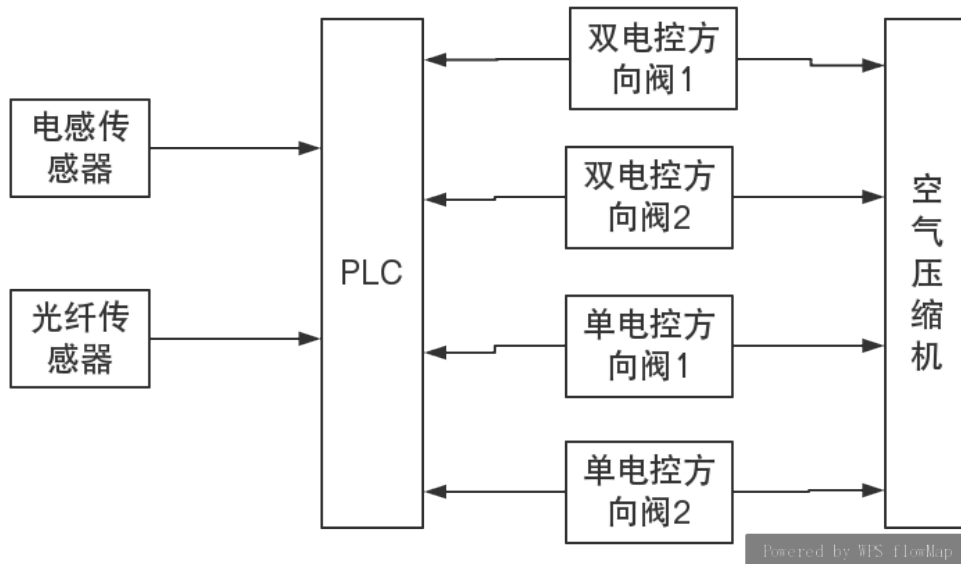 电感传
感器
光纤传
感器
PLC
双电控方
向阀1
双电控方
向阀2
单电控方
向阀1
单电控方
向阀2
空
气
压
缩
机
Powered by WPS flowMap